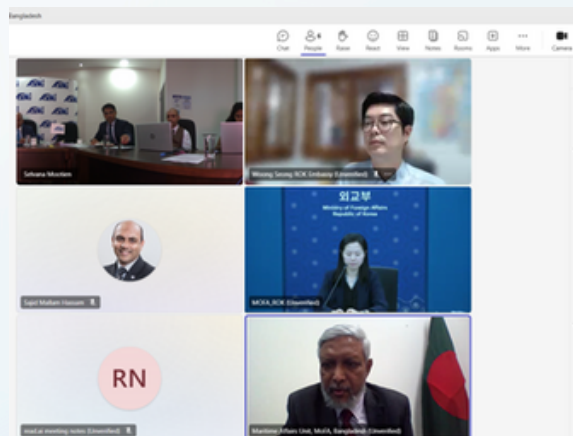 Bangladesh
Chat
People
6
Raise
React
View
Notes
Rooms
Apps
More
Camera
Selvana Mootien
Woong Seong ROK Embassy (Unverified)
외교부
Ministry of Foreign Affairs
Republic of Korea
Sajid Mallam Hassam
MOFA_ROK (Unverified)
RN
read.ai meeting notes (Unverified)
Maritime Affairs Unit, MoFA, Bangladesh (Unverified)